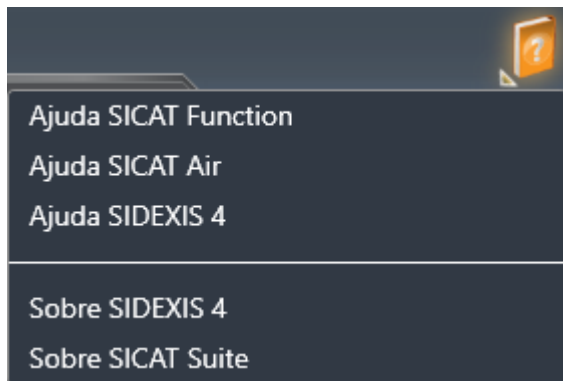 ?
Ajuda SICAT Function
Ajuda SICAT Air
Ajuda SIDEXIS 4
Sobre SIDEXIS 4
Sobre SICAT Suite